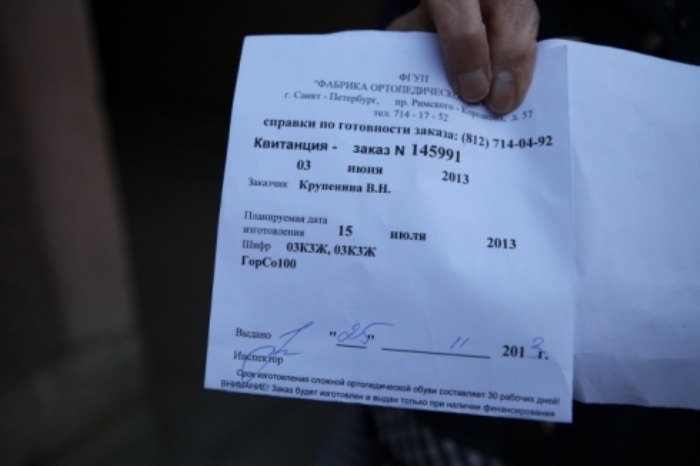 ФГУП
"ФАБРИКА ОРТОПЕДИЧЕСК
г. Санкт - Петербург, пр. Римского - Корсакова, д. 57
тел. 714 - 17 - 52
справки по готовности заказа: (812) 714-04-92
Квитанция - заказ N 145991
03 июня 2013
Заказчик Крупенина В.Н.
Планируемая дата
изготовления 15 июля 2013
Шифр 03К3Ж, 03К3Ж
ГорСо100
Выдано "25" 11 2013 г.
Инспектор
Срок изготовления сложной ортопедической обуви составляет 30 рабочих дней!
ВНИМАНИЕ! Заказ будет изготовлен и выдан только при наличии финансирования